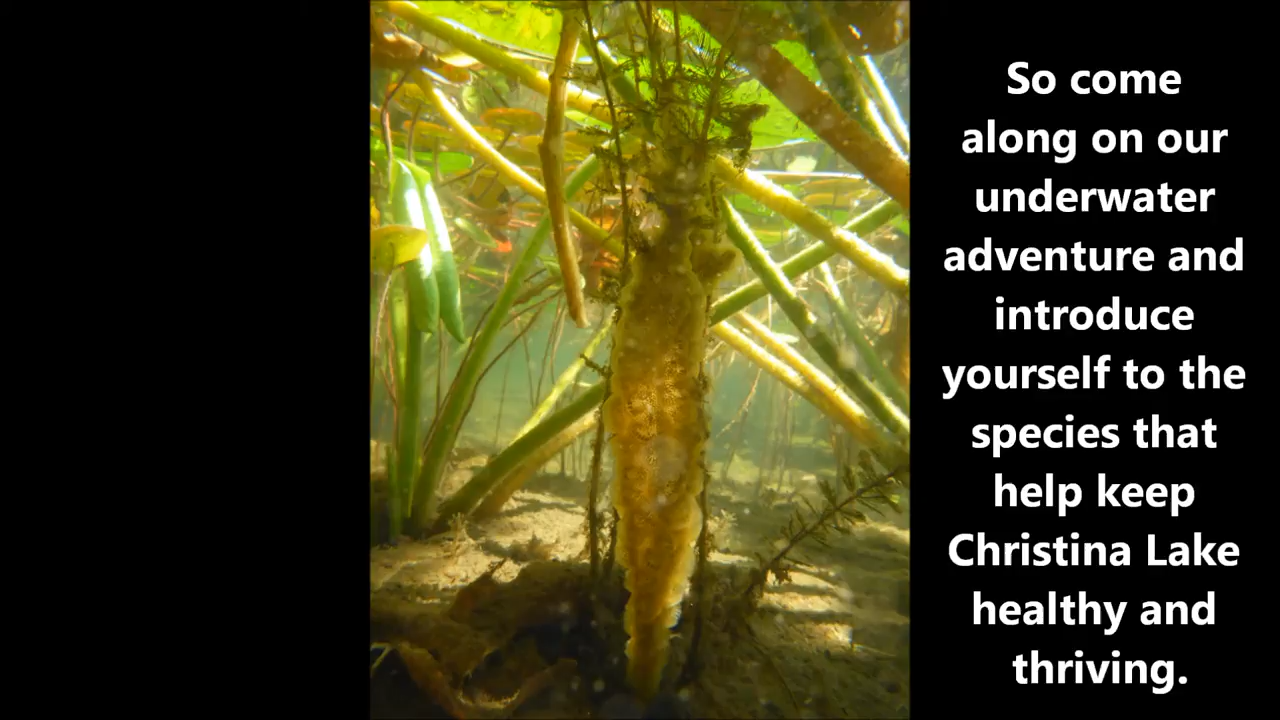 So come
along on our
underwater
adventure and
introduce
yourself to the
species that
help keep
Christina Lake
healthy and
thriving.